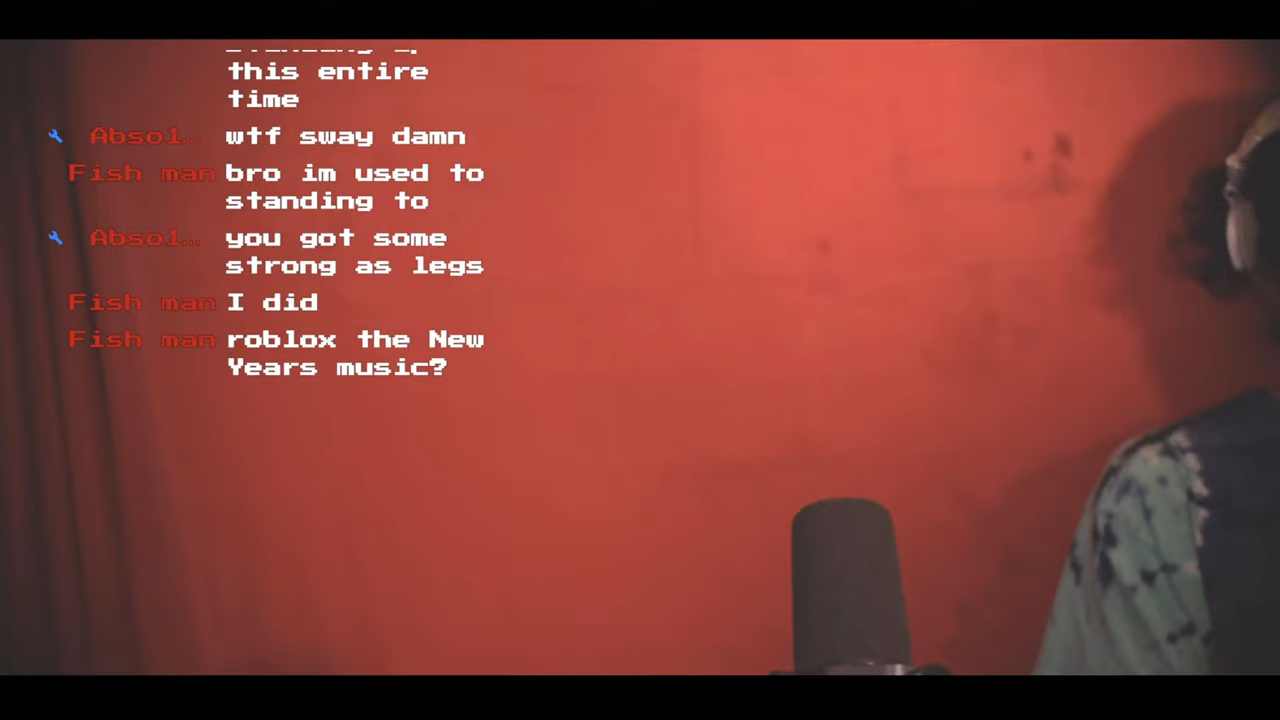 this entire
time
Abso1… wtf sway damn
Fish man bro im used to
standing to
Abso1… you got some
strong as legs
Fish man I did
Fish man roblox the New
Years music?